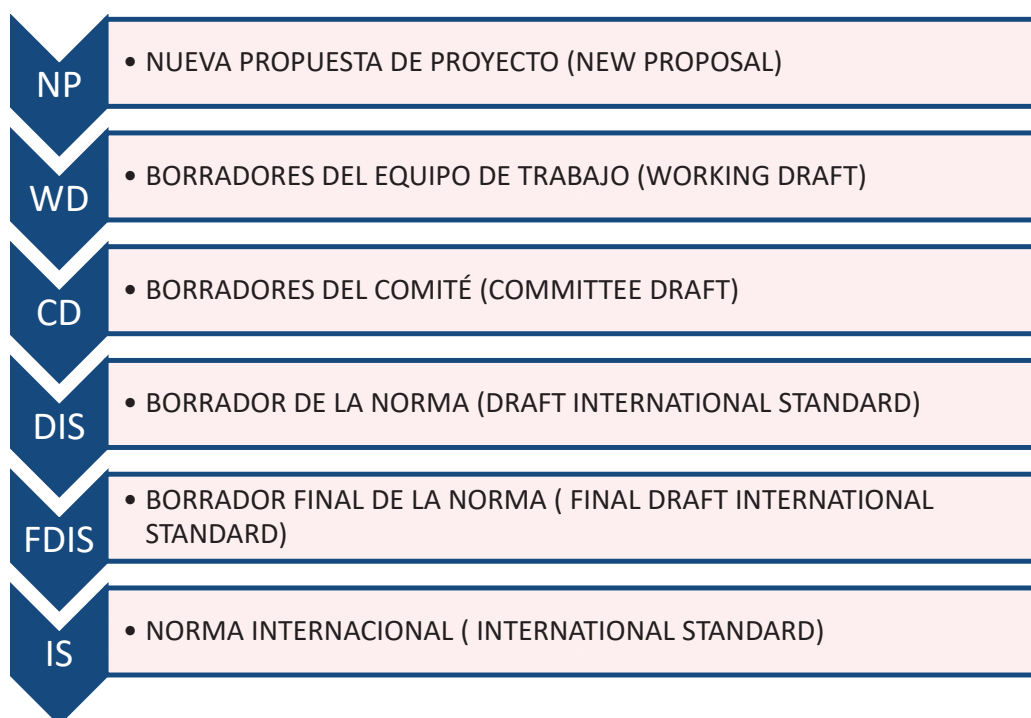 NP
• NUEVA PROPUESTA DE PROYECTO (NEW PROPOSAL)
WD
• BORRADORES DEL EQUIPO DE TRABAJO (WORKING DRAFT)
CD
• BORRADORES DEL COMITÉ (COMMITTEE DRAFT)
DIS
• BORRADOR DE LA NORMA (DRAFT INTERNATIONAL STANDARD)
FDIS
• BORRADOR FINAL DE LA NORMA ( FINAL DRAFT INTERNATIONAL
STANDARD)
IS
• NORMA INTERNACIONAL ( INTERNATIONAL STANDARD)